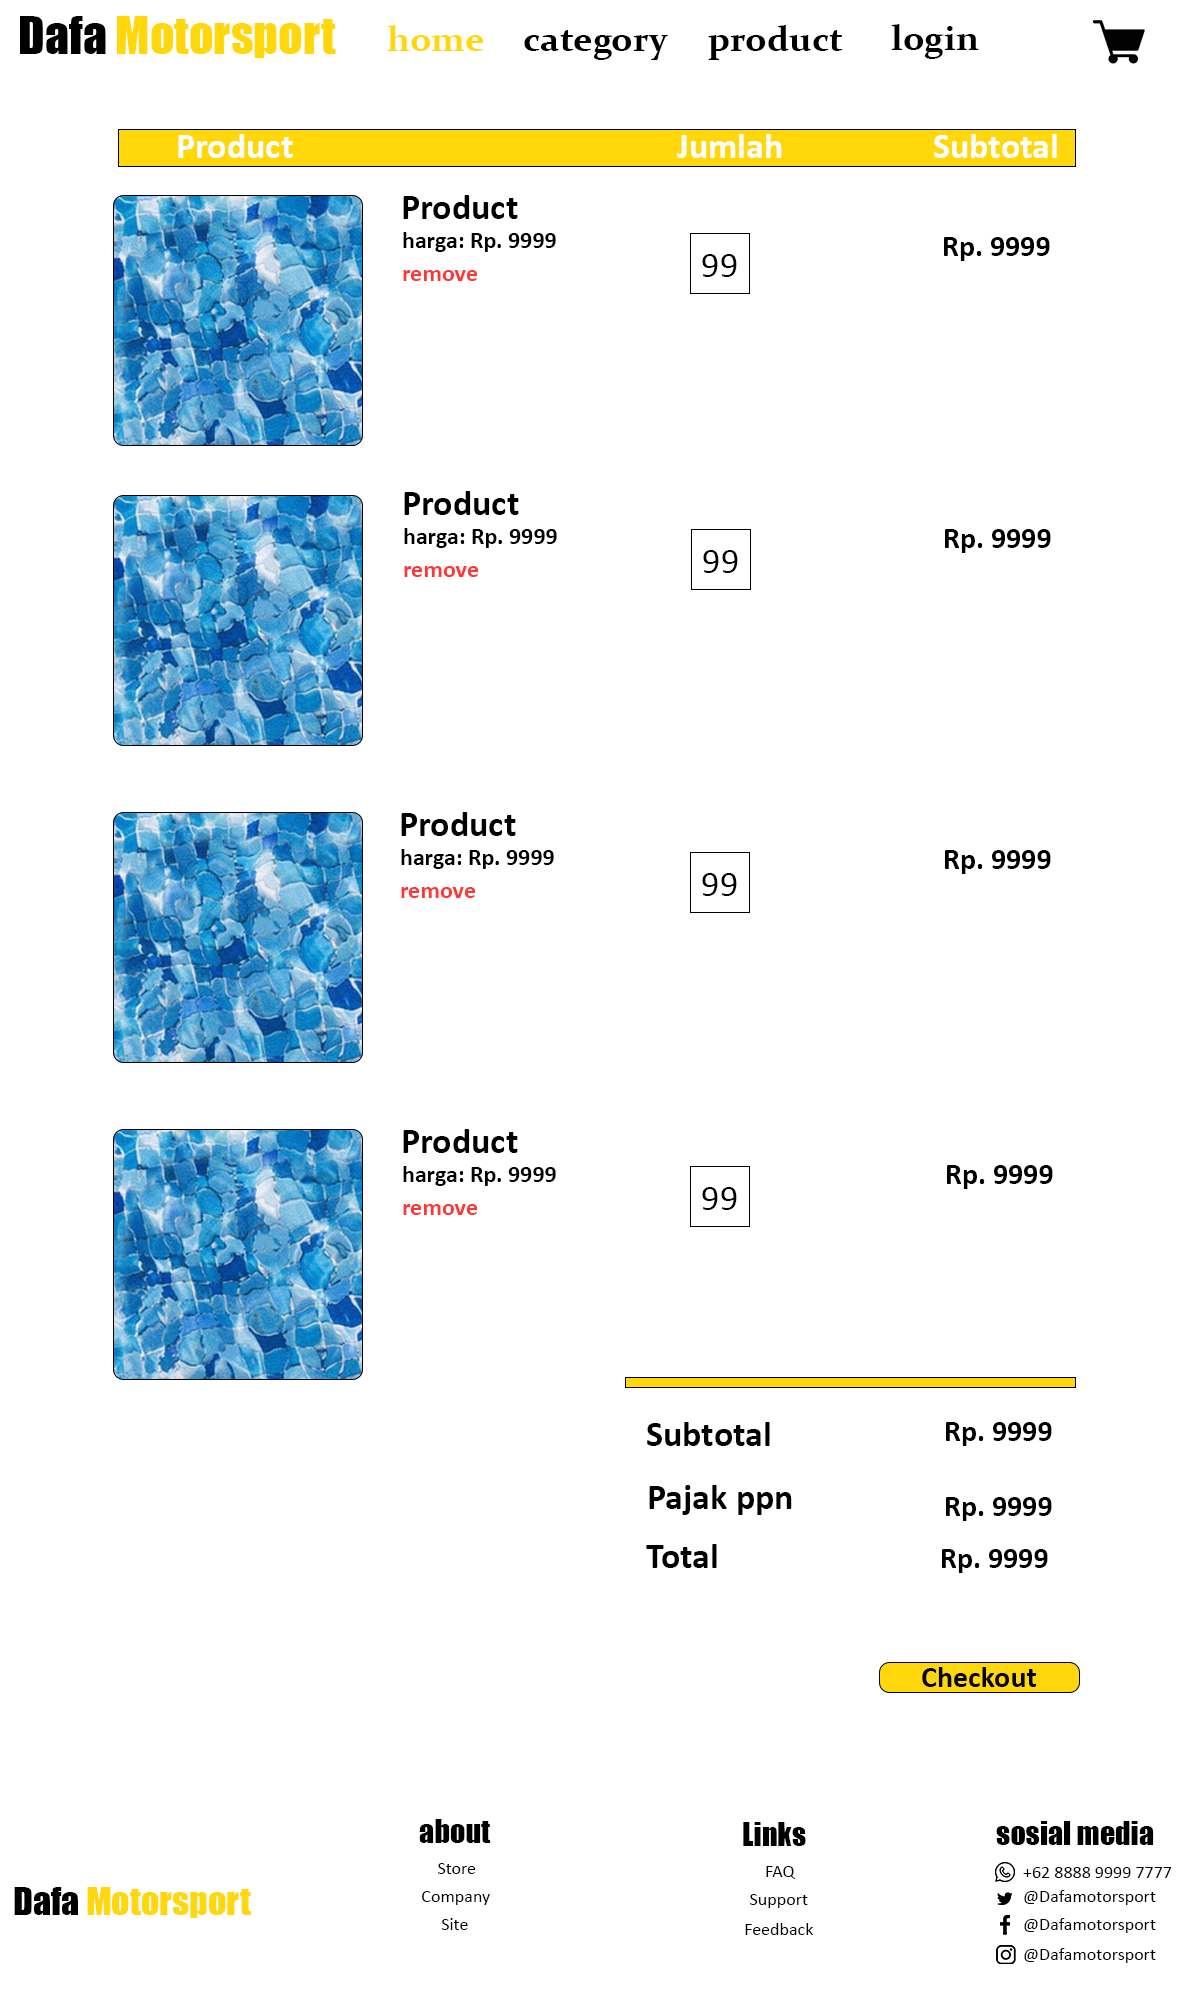 Dafa Motorsport home category product login
Product Jumlah Subtotal
Product
harga: Rp. 9999
remove
99
Rp. 9999
Product
harga: Rp. 9999
remove
99
Rp. 9999
Product
harga: Rp. 9999
remove
99
Rp. 9999
Product
harga: Rp. 9999
remove
99
Rp. 9999
Subtotal Rp. 9999
Pajak ppn Rp. 9999
Total Rp. 9999
Checkout
Dafa Motorsport
about
Store
Company
Site
Links
FAQ
Support
Feedback
sosial media
+62 8888 9999 7777
@Dafamotorsport
@Dafamotorsport
@Dafamotorsport